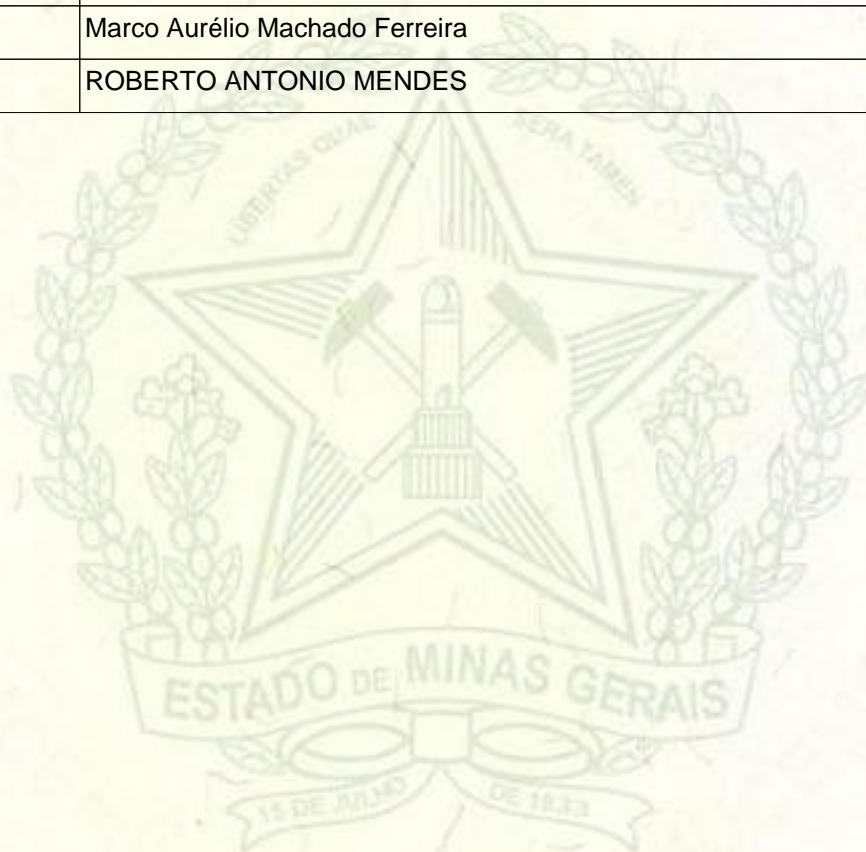 Marco Aurélio Machado Ferreira
ROBERTO ANTONIO MENDES
LIBERTAS QUAE SERA TAMEN
ESTADO DE MINAS GERAIS
15 DE JULHO DE 1833